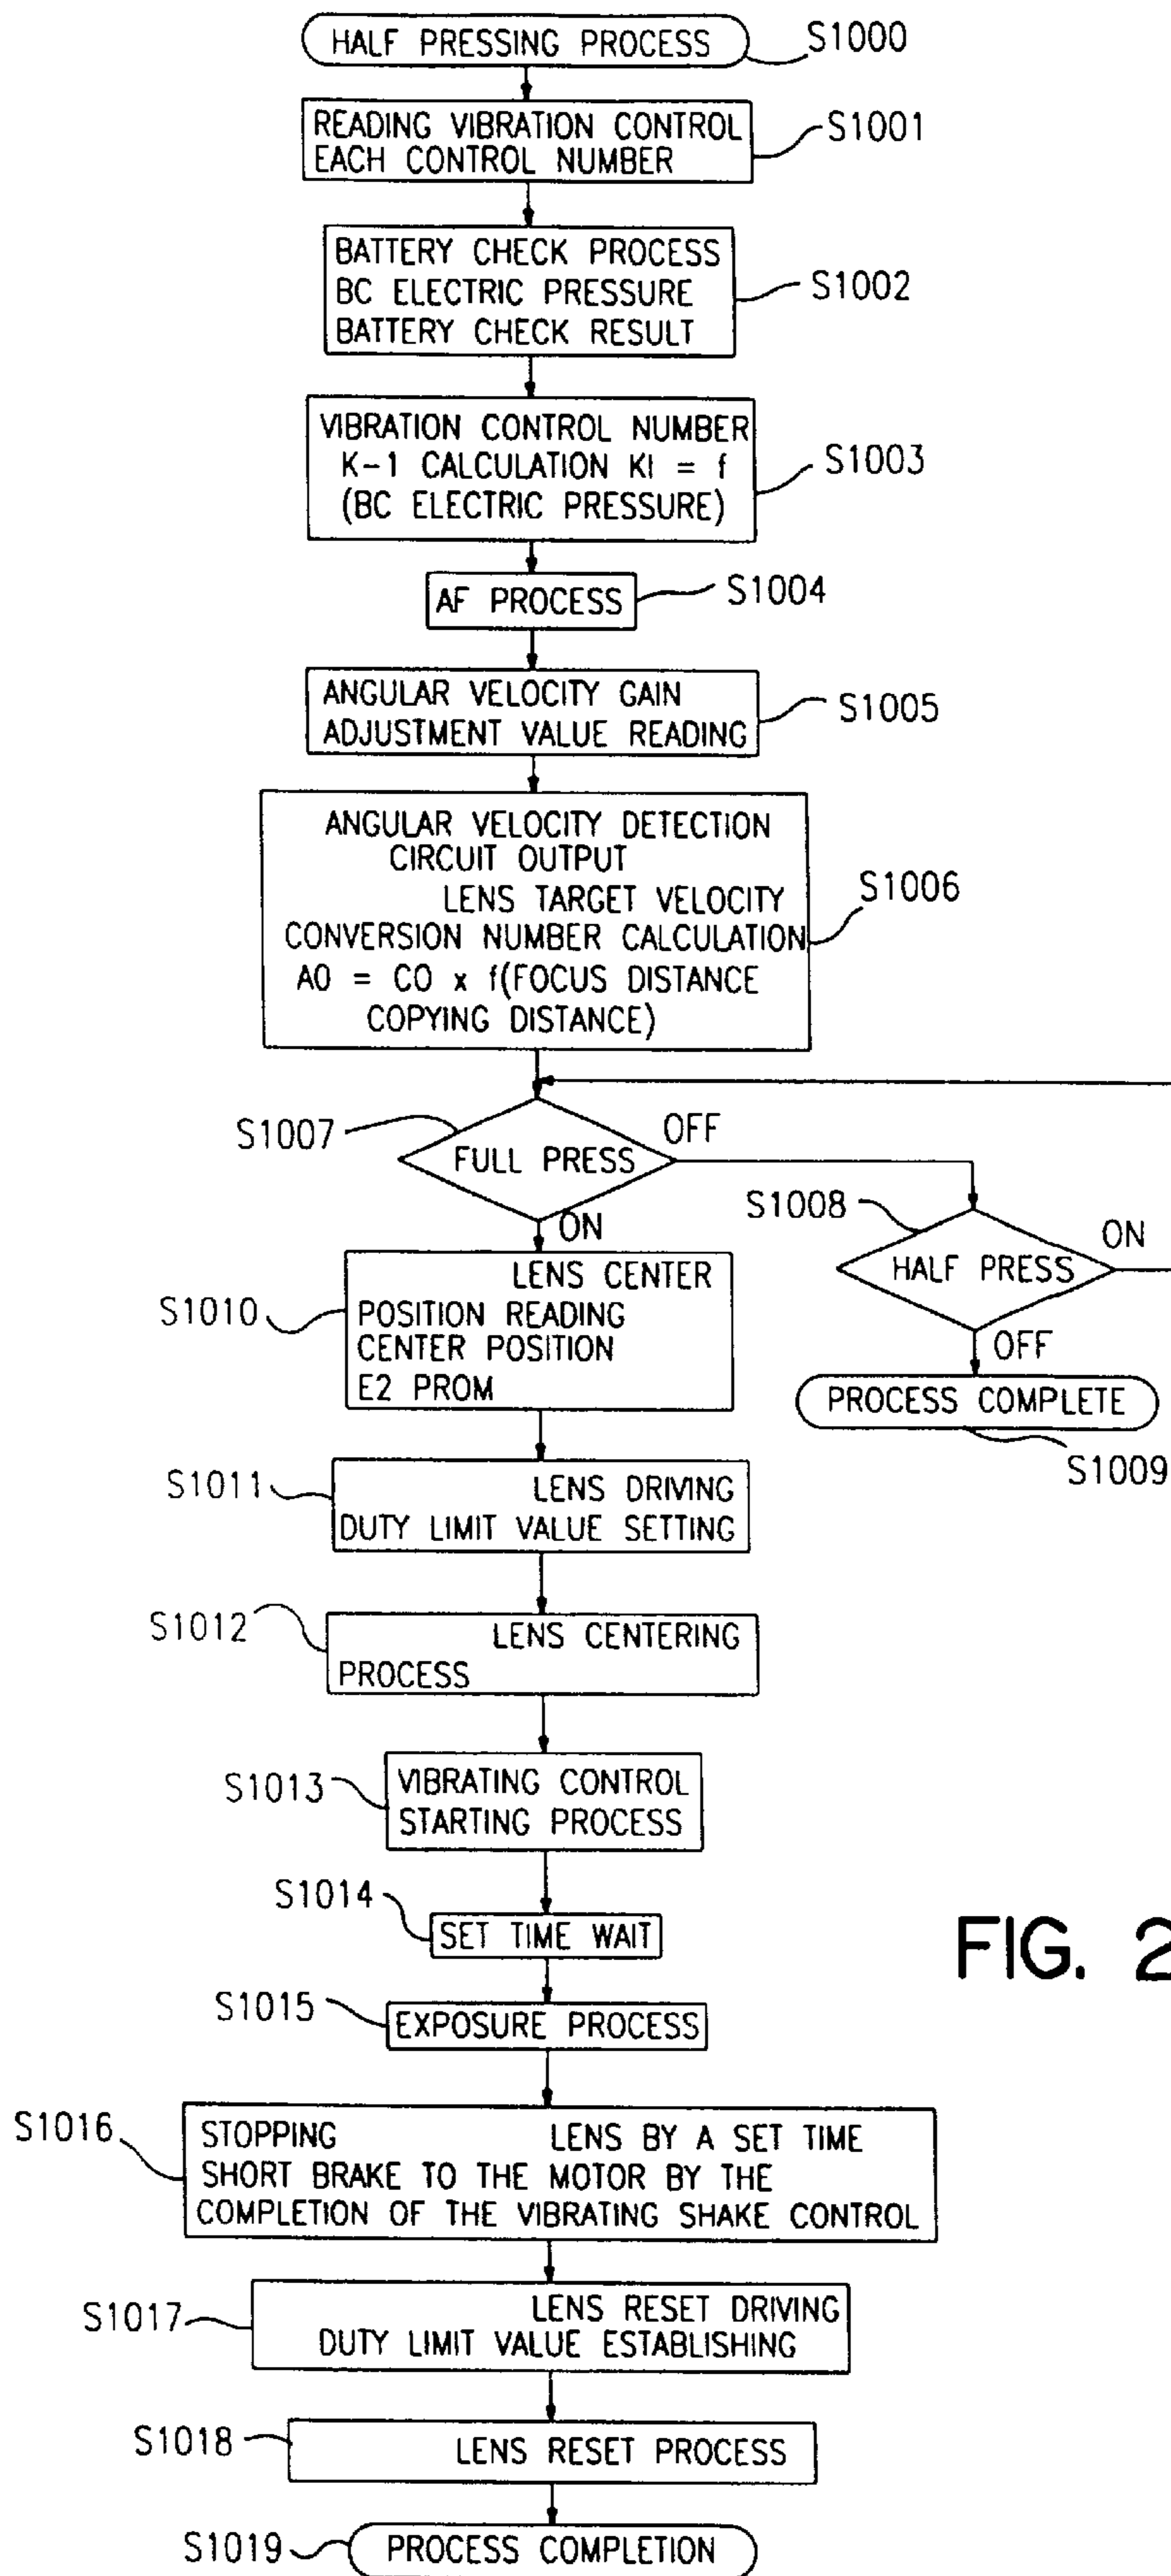 HALF PRESSING PROCESS
S1000
READING VIBRATION CONTROL
EACH CONTROL NUMBER
S1001
BATTERY CHECK PROCESS
BC ELECTRIC PRESSURE
BATTERY CHECK RESULT
S1002
VIBRATION CONTROL NUMBER
K-1 CALCULATION KI = f
(BC ELECTRIC PRESSURE)
S1003
AF PROCESS
S1004
ANGULAR VELOCITY GAIN
ADJUSTMENT VALUE READING
S1005
ANGULAR VELOCITY DETECTION
CIRCUIT OUTPUT
LENS TARGET VELOCITY
CONVERSION NUMBER CALCULATION
AO = CO x f(FOCUS DISTANCE
COPYING DISTANCE)
S1006
S1007
FULL PRESS
OFF
ON
S1008
HALF PRESS
ON
OFF
PROCESS COMPLETE
S1009
S1010
LENS CENTER
POSITION READING
CENTER POSITION
E2 PROM
S1011
LENS DRIVING
DUTY LIMIT VALUE SETTING
S1012
LENS CENTERING
PROCESS
S1013
VIBRATING CONTROL
STARTING PROCESS
S1014
SET TIME WAIT
FIG. 2
S1015
EXPOSURE PROCESS
S1016
STOPPING LENS BY A SET TIME
SHORT BRAKE TO THE MOTOR BY THE
COMPLETION OF THE VIBRATING SHAKE CONTROL
S1017
LENS RESET DRIVING
DUTY LIMIT VALUE ESTABLISHING
S1018
LENS RESET PROCESS
S1019
PROCESS COMPLETION